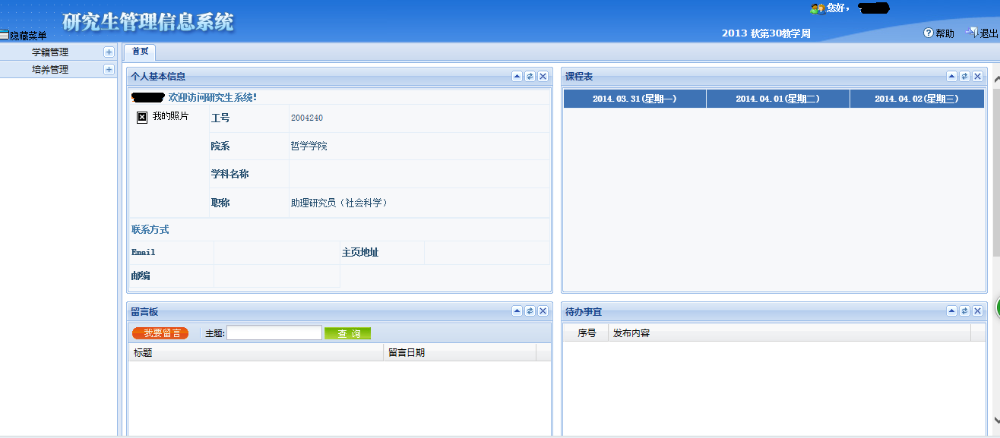 您好，
研究生管理信息系统
隐藏菜单
2013 秋第30教学周
帮助
退出
学籍管理
培养管理
首页
个人基本信息
欢迎访问研究生系统!
我的照片
工号 2004240
院系 哲学学院
学科名称
职称 助理研究员（社会科学）
联系方式
Email 主页地址
邮编
课程表
2014.03.31(星期一) 2014.04.01(星期二) 2014.04.02(星期三)
留言板
我要留言 主题: 查 询
标题 留言日期
待办事宜
序号 发布内容